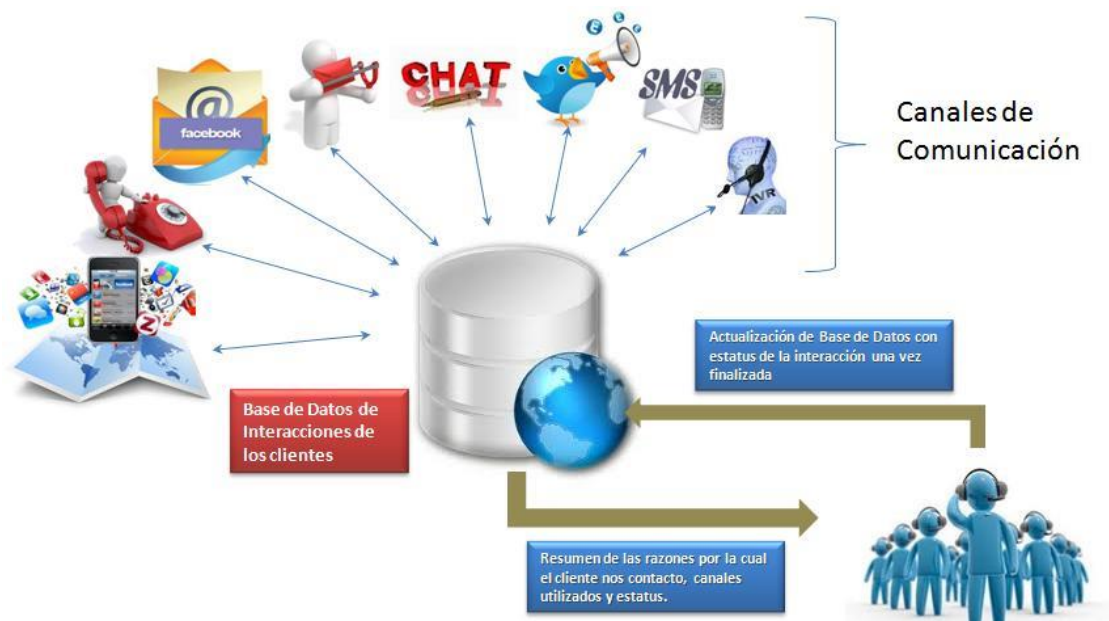 facebook
CHAT
SMS
IVR
Canales de
Comunicación
Actualización de Base de Datos con
estatus de la interacción una vez
finalizada
Base de Datos de
Interacciones de
los clientes
Resumen de las razones por la cual
el cliente nos contacto, canales
utilizados y estatus.